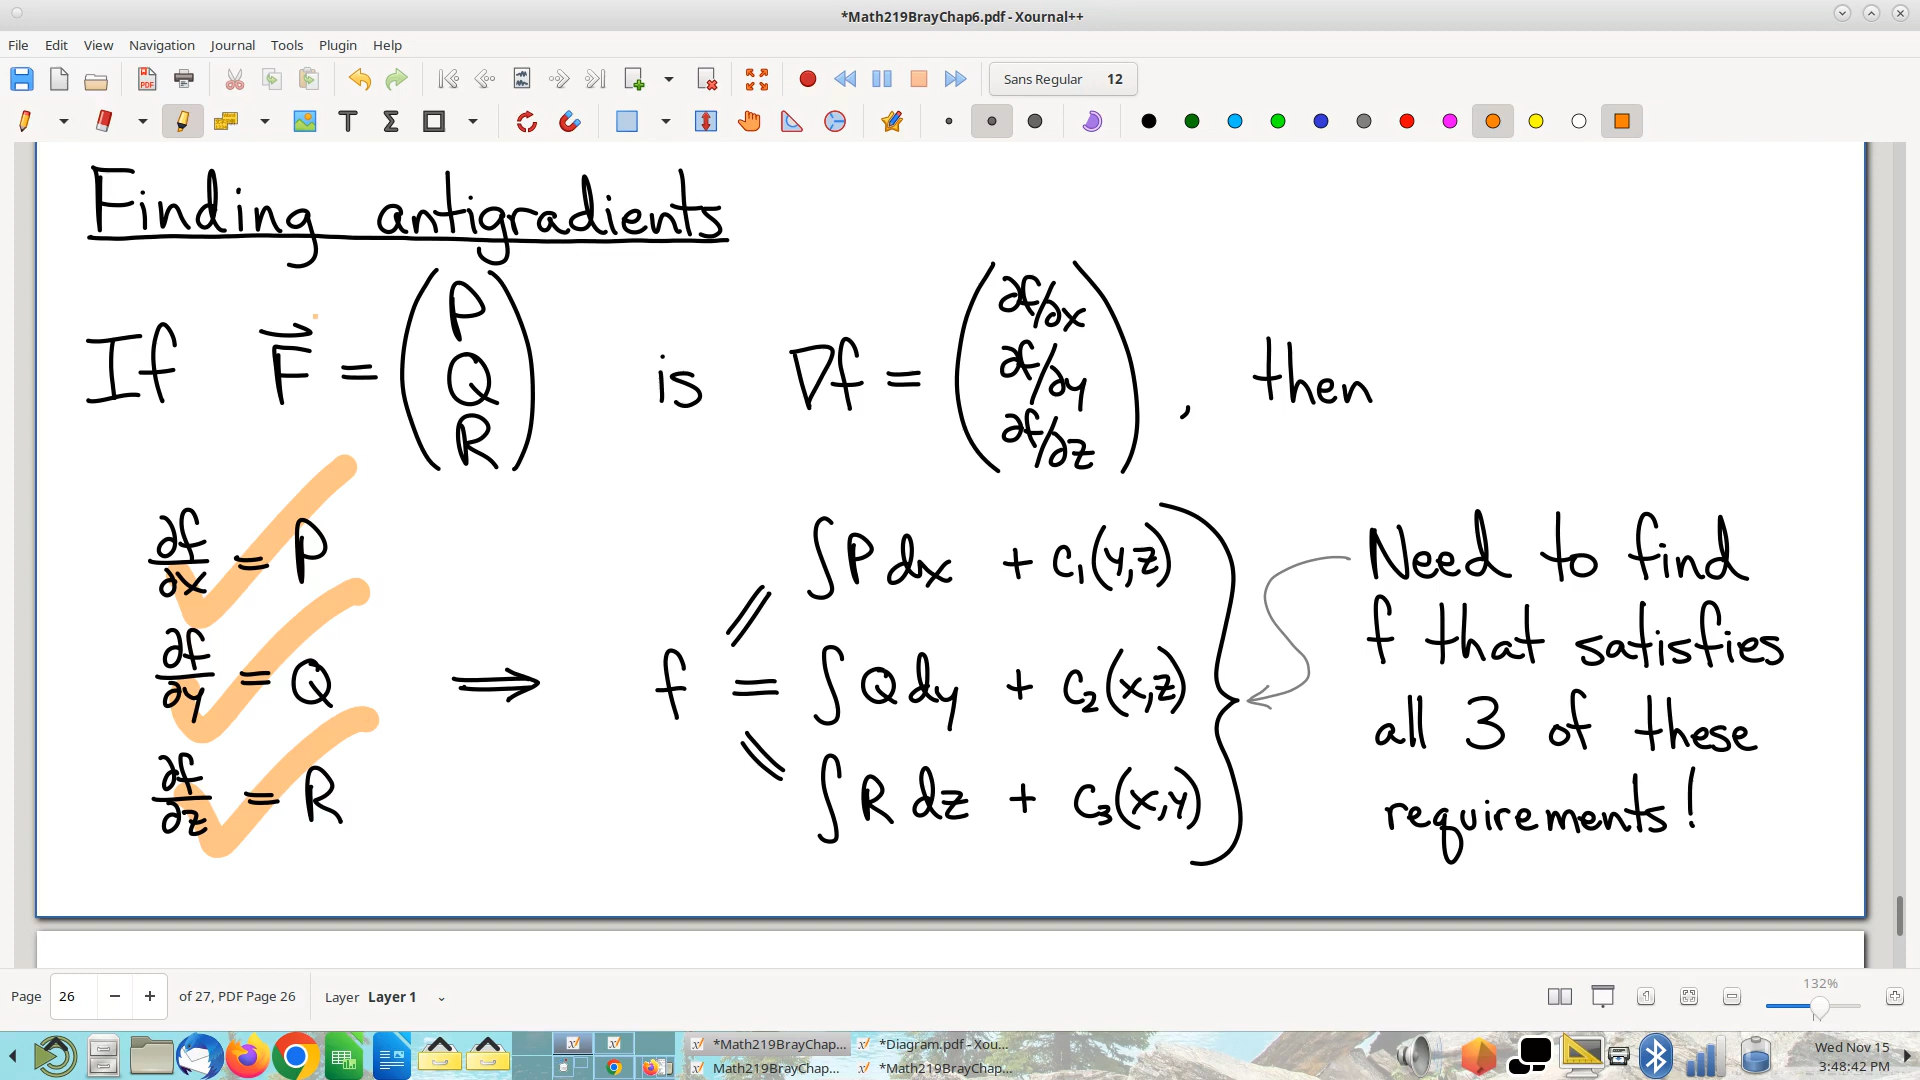 *Math219BrayChap6.pdf - Xournal++
File Edit View Navigation Journal Tools Plugin Help
Sans Regular 12
Finding antigradients
If F⃗ = (P Q R) is ∇f = (∂f/∂x ∂f/∂y ∂f/∂z), then
∂f/∂x = P
∂f/∂y = Q
∂f/∂z = R
⟹ f
= ∫P dx + c₁(y,z)
= ∫Q dy + c₂(x,z)
= ∫R dz + c₃(x,y)
Need to find
f that satisfies
all 3 of these
requirements!
Page 26 of 27, PDF Page 26 Layer Layer 1 132%
*Math219BrayChap... *Diagram.pdf - Xou...
Math219BrayChap... *Math219BrayChap...
Wed Nov 15
3:48:42 PM